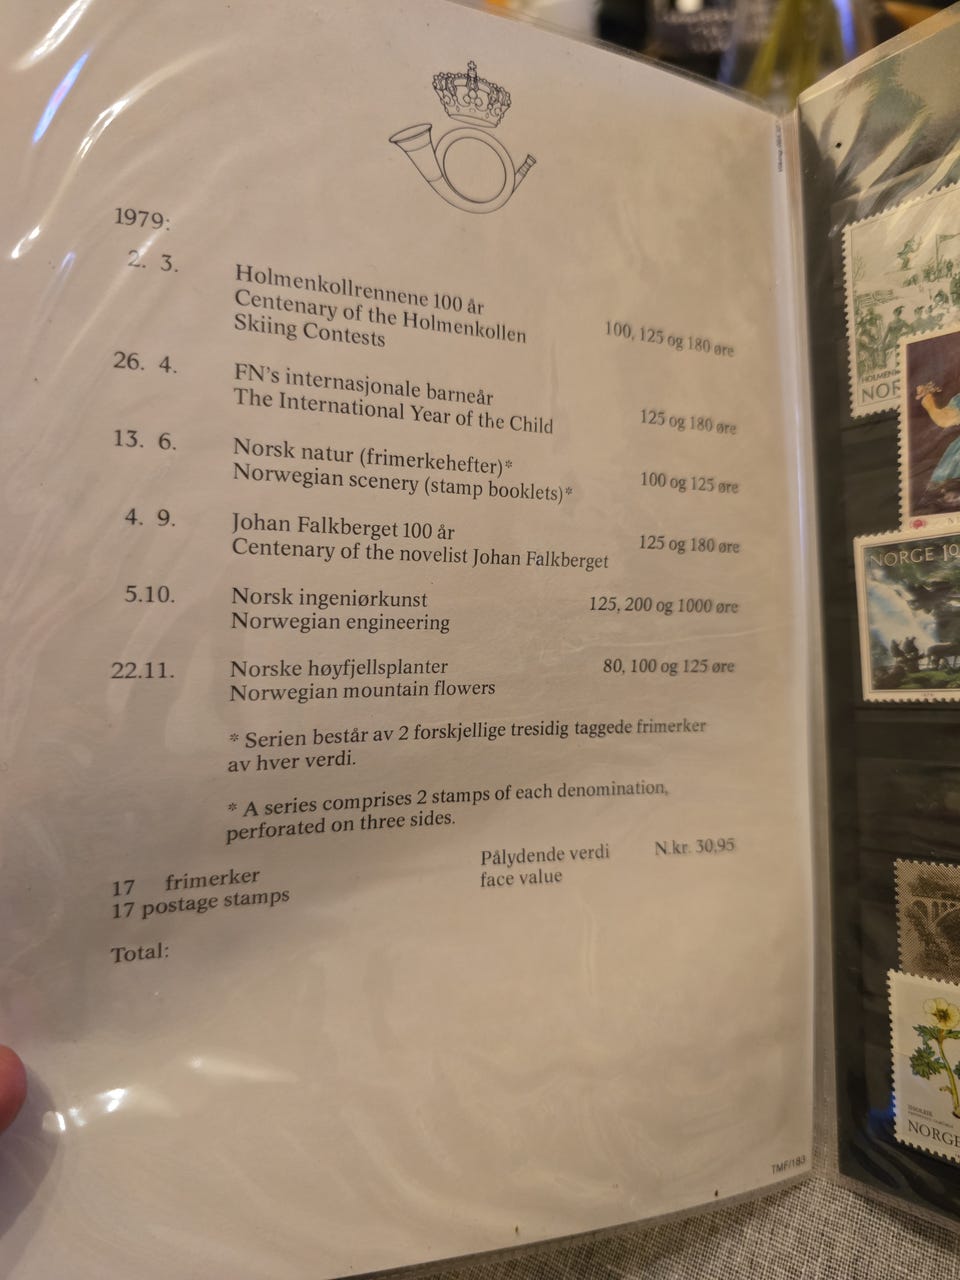 1979:
2. 3.
Holmenkollrennene 100 år
Centenary of the Holmenkollen
Skiing Contests
100, 125 og 180 øre
26. 4.
FN's internasjonale barneår
The International Year of the Child
125 og 180 øre
13. 6.
Norsk natur (frimerkehefter)*
Norwegian scenery (stamp booklets)*
100 og 125 øre
4. 9.
Johan Falkberget 100 år
Centenary of the novelist Johan Falkberget
125 og 180 øre
5.10.
Norsk ingeniørkunst
Norwegian engineering
125, 200 og 1000 øre
22.11.
Norske høyfjellsplanter
Norwegian mountain flowers
80, 100 og 125 øre
* Serien består av 2 forskjellige tresidig taggede frimerker
av hver verdi.
* A series comprises 2 stamps of each denomination,
perforated on three sides.
17 frimerker
17 postage stamps
Pålydende verdi
face value
N.kr. 30,95
Total:
TMF/183
HOLMENK
NOR
NORGE 10
NORGE